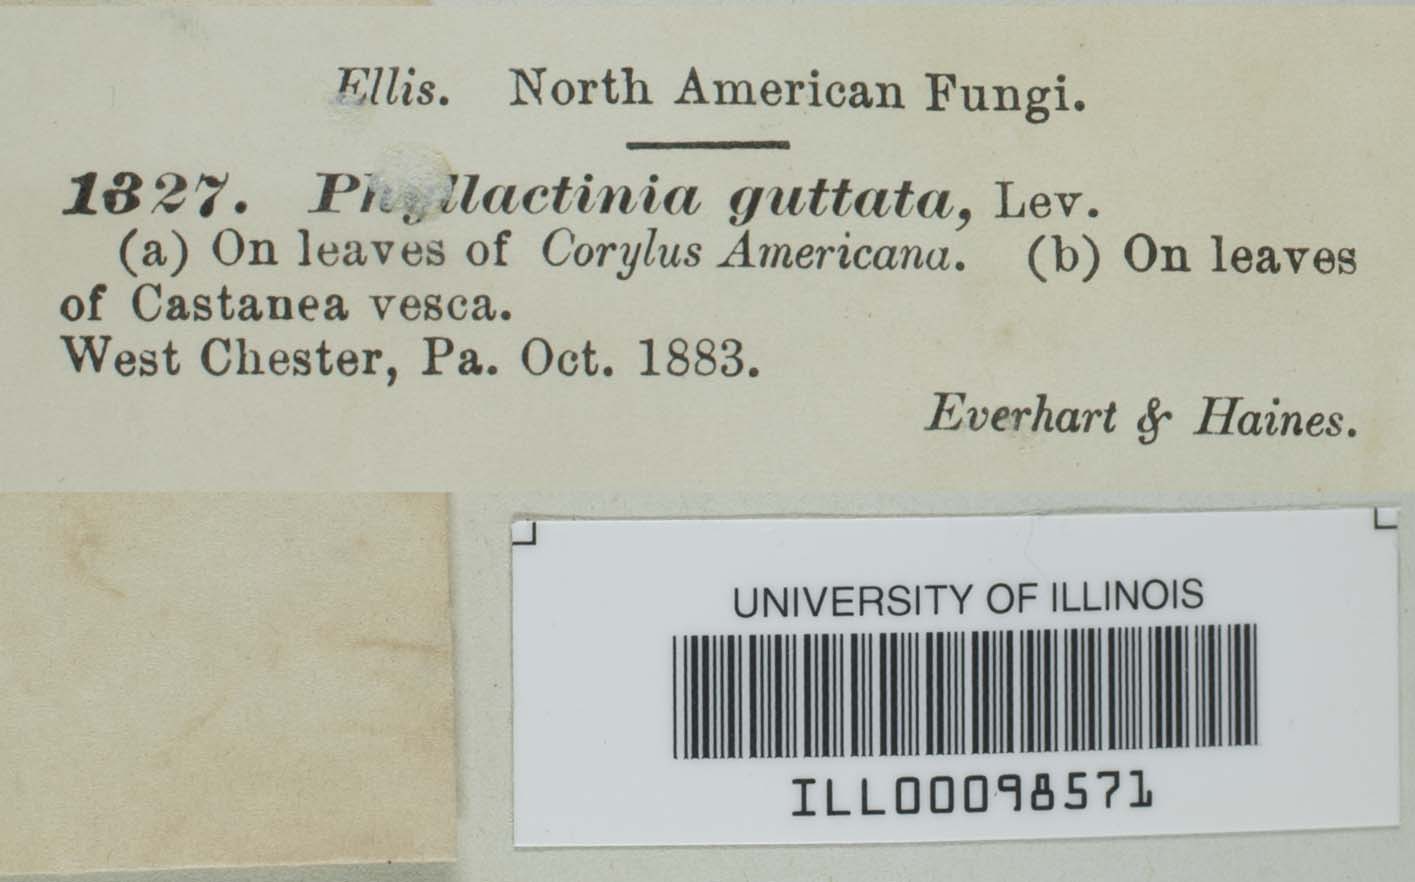 Ellis. North American Fungi.
1327. Phyllactinia guttata, Lev.
(a) On leaves of Corylus Americana. (b) On leaves
of Castanea vesca.
West Chester, Pa. Oct. 1883.
Everhart & Haines.
UNIVERSITY OF ILLINOIS
ILL00098571